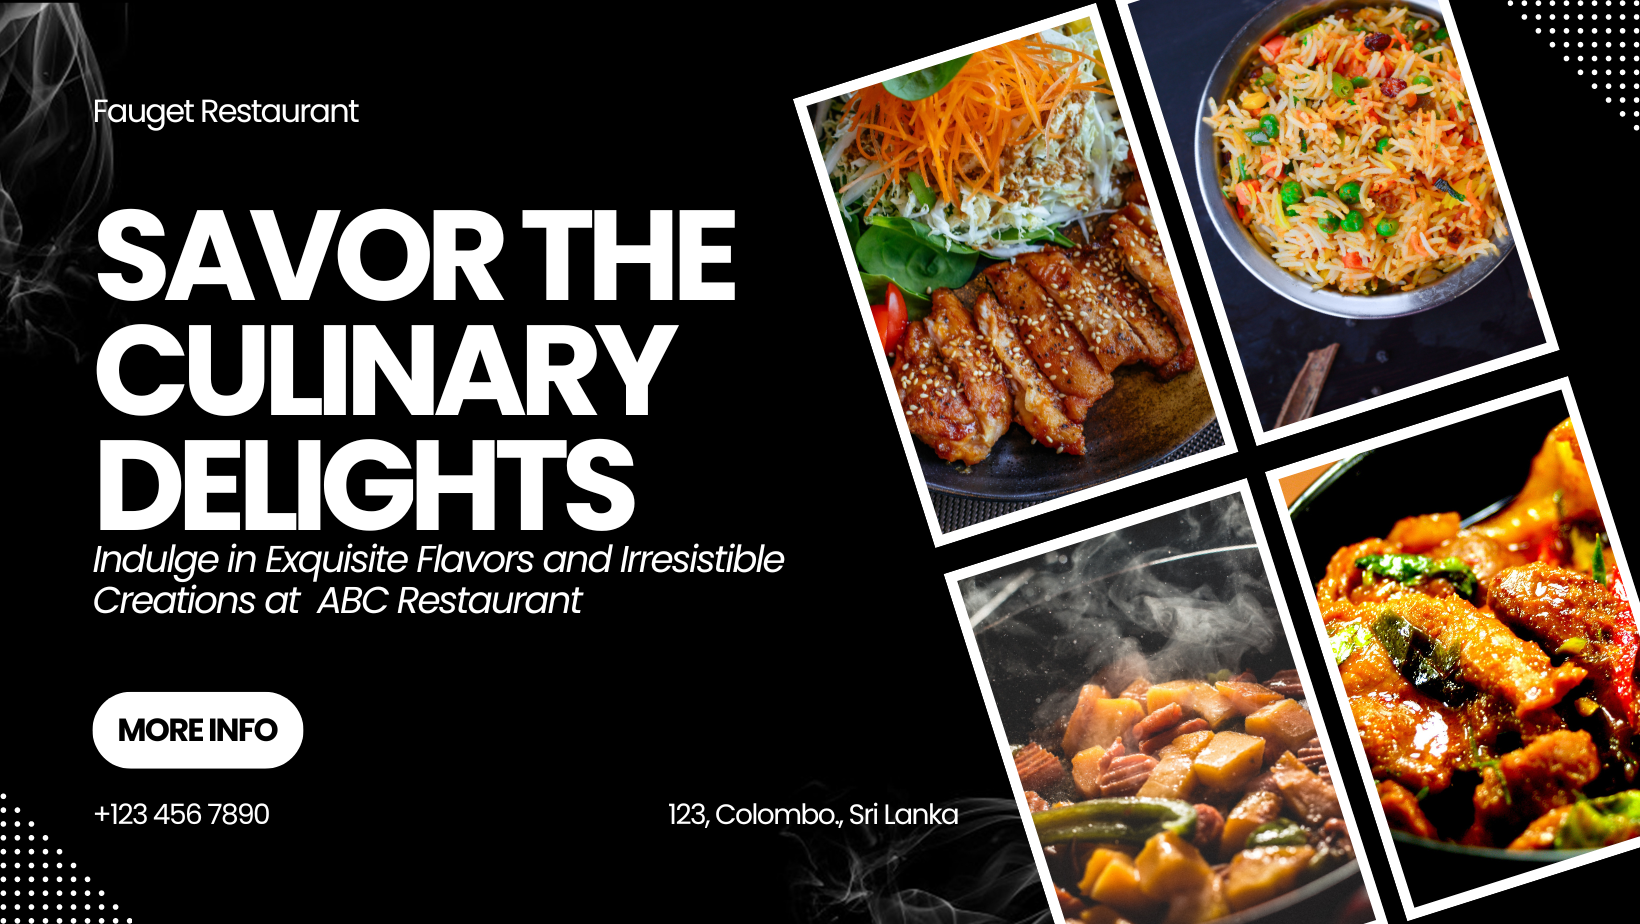 Fauget Restaurant
SAVOR THE
CULINARY
DELIGHTS
Indulge in Exquisite Flavors and Irresistible
Creations at  ABC Restaurant
MORE INFO
+123 456 7890
123, Colombo., Sri Lanka